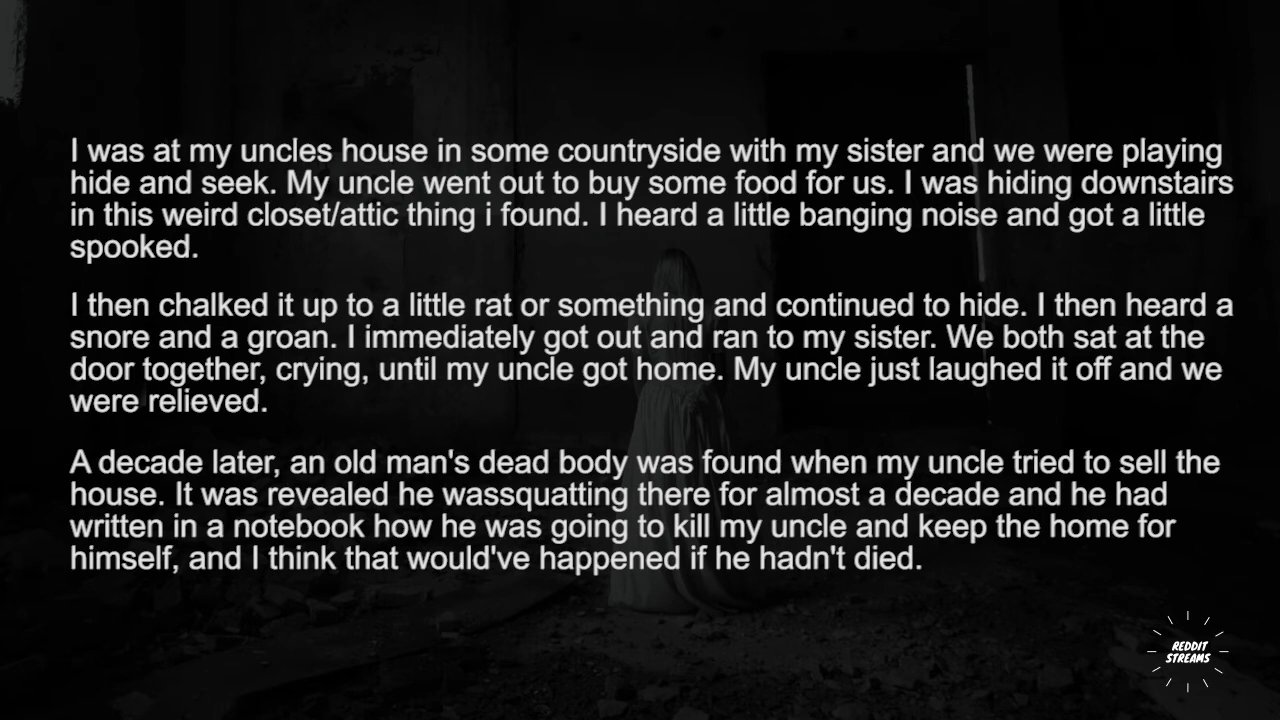 I was at my uncles house in some countryside with my sister and we were playing
hide and seek. My uncle went out to buy some food for us. I was hiding downstairs
in this weird closet/attic thing i found. I heard a little banging noise and got a little
spooked.
I then chalked it up to a little rat or something and continued to hide. I then heard a
snore and a groan. I immediately got out and ran to my sister. We both sat at the
door together, crying, until my uncle got home. My uncle just laughed it off and we
were relieved.
A decade later, an old man's dead body was found when my uncle tried to sell the
house. It was revealed he wassquatting there for almost a decade and he had
written in a notebook how he was going to kill my uncle and keep the home for
himself, and I think that would've happened if he hadn't died.
REDDIT
STREAMS